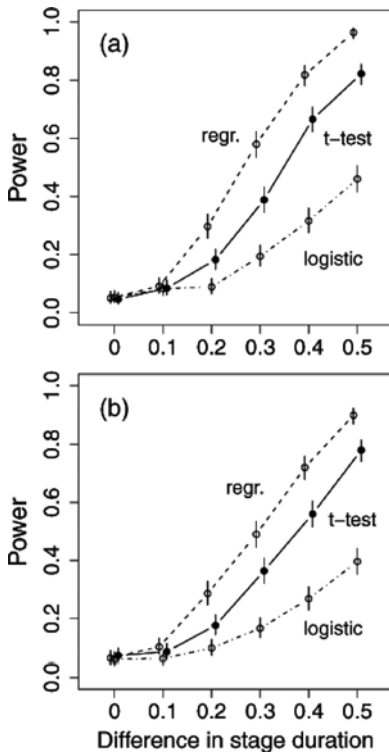 (a)
1.0
0.8
0.6
0.4
0.2
0.0
Power
regr.
t-test
logistic
0 0.1 0.2 0.3 0.4 0.5
(b)
1.0
0.8
0.6
0.4
0.2
0.0
Power
regr.
t-test
logistic
0 0.1 0.2 0.3 0.4 0.5
Difference in stage duration